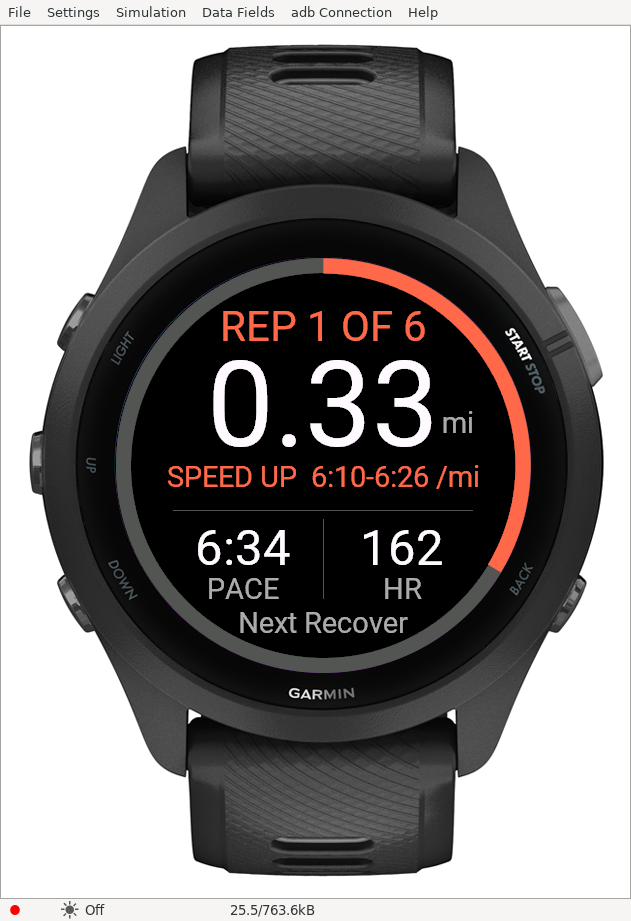 File Settings Simulation Data Fields adb Connection Help
REP 1 OF 6
START STOP
LIGHT
0.33 mi
UP
SPEED UP 6:10-6:26 /mi
6:34 162
PACE HR
DOWN
BACK
Next Recover
GARMIN
Off 25.5/763.6kB